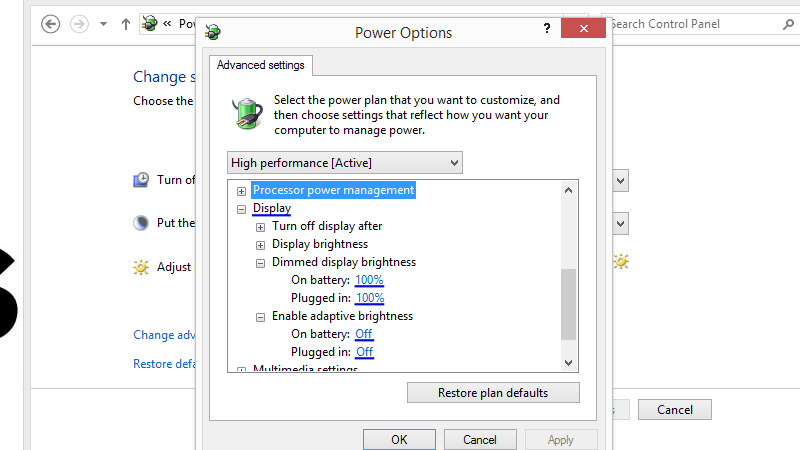 « Pow
Search Control Panel
Power Options
?
Advanced settings
Change s
Choose the
Select the power plan that you want to customize, and
then choose settings that reflect how you want your
computer to manage power.
High performance [Active]
Turn of
Put the
Adjust
Processor power management
Display
Turn off display after
Display brightness
Dimmed display brightness
On battery: 100%
Plugged in: 100%
Enable adaptive brightness
On battery: Off
Plugged in: Off
Multimedia settings
Change adv
Restore defa
Restore plan defaults
Cancel
OK
Cancel
Apply